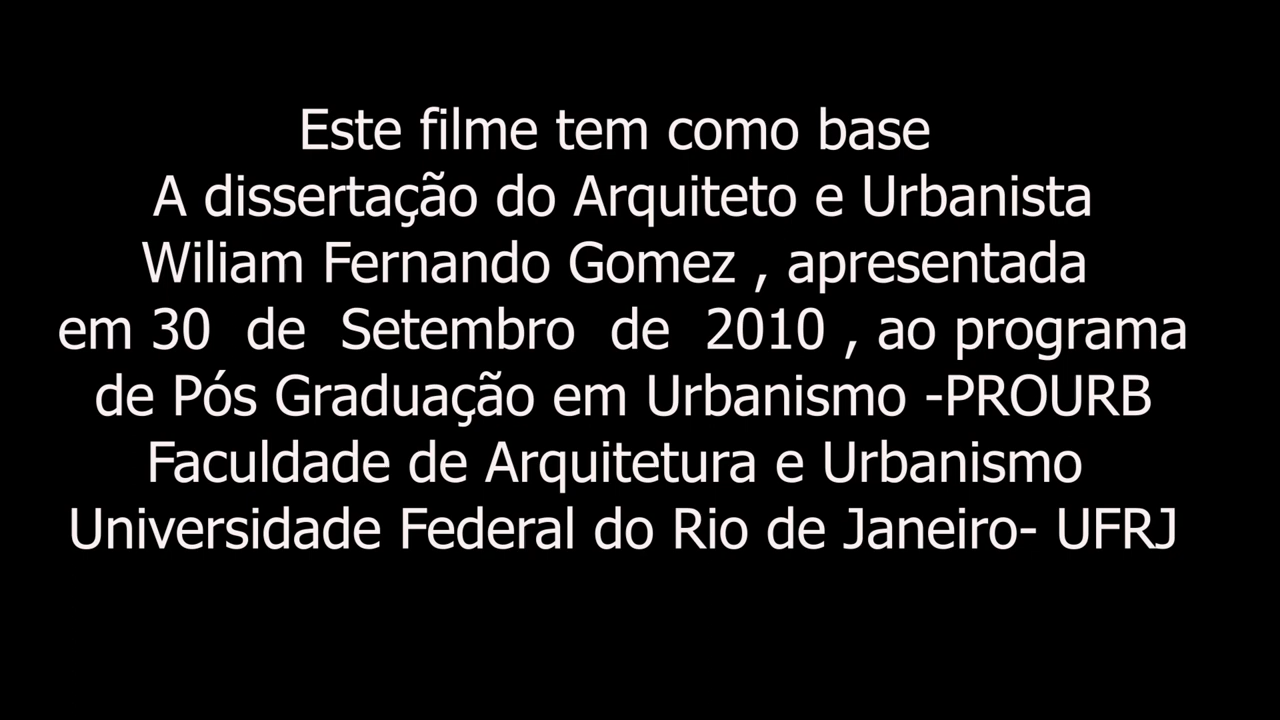 Este filme tem como base
A dissertação do Arquiteto e Urbanista
Wiliam Fernando Gomez , apresentada
em 30 de Setembro de 2010 , ao programa
de Pós Graduação em Urbanismo -PROURB
Faculdade de Arquitetura e Urbanismo
Universidade Federal do Rio de Janeiro- UFRJ